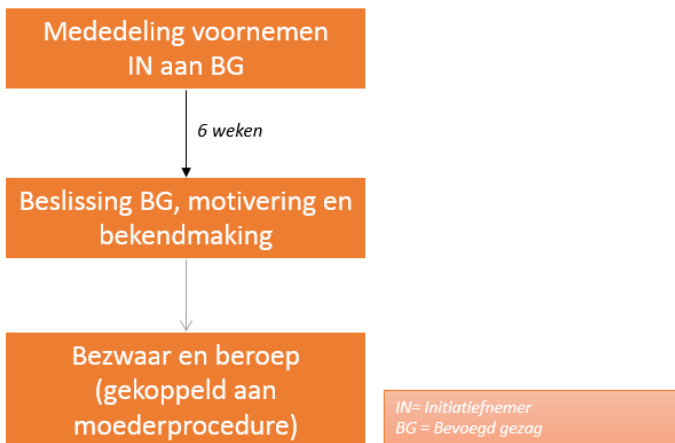 Mededeling voornemen
IN aan BG
6 weken
Beslissing BG, motivering en
bekendmaking
Bezwaar en beroep
(gekoppeld aan
moederprocedure)
IN= Initiatiefnemer
BG = Bevoegd gezag